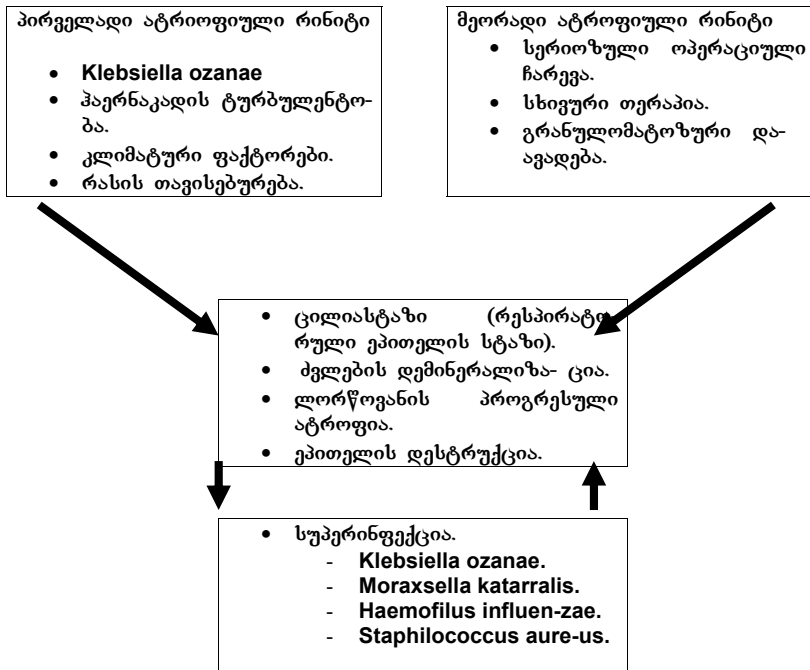 პირველადი ატრიოფიული რინიტი
• Klebsiella ozanae
• ჰაერნაკადის ტურბულენტო-
ბა.
• კლიმატური ფაქტორები.
• რასის თავისებურება.
მეორადი ატროფიული რინიტი
• სერიოზული ოპერაციული
ჩარევა.
• სხივური თერაპია.
• გრანულომატოზური და-
ავადება.
• ცილიასტაზი (რესპირატო-
რული ეპითელის სტაზი).
• ძვლების დემინერალიზა- ცია.
• ლორწოვანის პროგრესული
ატროფია.
• ეპითელის დესტრუქცია.
• სუპერინფექცია.
- Klebsiella ozanae.
- Moraxsella katarralis.
- Haemofilus influen-zae.
- Staphilococcus aure-us.